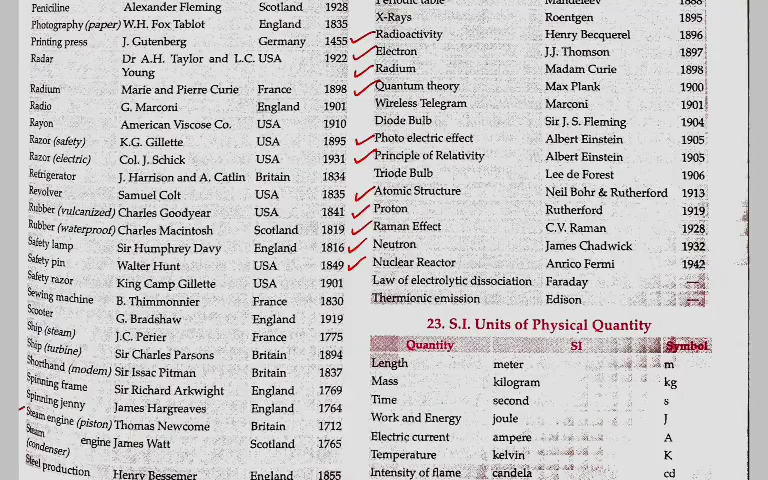 Peniciline Alexander Fleming Scotland 1928
Photography (paper) W.H. Fox Tablot England 1835
Printing press J. Gutenberg Germany 1455
Radar Dr A.H. Taylor and L.C. USA 1922
Young
Radium Marie and Pierre Curie France 1898
Radio G. Marconi England 1901
Rayon American Viscose Co. USA 1910
Razor (safety) K.G. Gillette USA 1895
Razor (electric) Col. J. Schick USA 1931
Refrigerator J. Harrison and A. Catlin Britain 1834
Revolver Samuel Colt USA 1835
Rubber (vulcanized) Charles Goodyear USA 1841
Rubber (waterproof) Charles Macintosh Scotland 1819
Safety lamp Sir Humphrey Davy England 1816
Safety pin Walter Hunt USA 1849
Safety razor King Camp Gillette USA 1901
Sewing machine B. Thimmonnier France 1830
Scooter G. Bradshaw England 1919
Ship (steam) J.C. Perier France 1775
Ship (turbine) Sir Charles Parsons Britain 1894
Shorthand (modern) Sir Issac Pitman Britain 1837
Spinning frame Sir Richard Arkwight England 1769
Spinning jenny James Hargreaves England 1764
Steam engine (piston) Thomas Newcome Britain 1712
Steam engine James Watt Scotland 1765
(condenser)
Steel production Henry Bessemer England 1855
Periodic table Mandeleev 1888
X-Rays Roentgen 1895
Radioactivity Henry Becquerel 1896
Electron J.J. Thomson 1897
Radium Madam Curie 1898
Quantum theory Max Plank 1900
Wireless Telegram Marconi 1901
Diode Bulb Sir J. S. Fleming 1904
Photo electric effect Albert Einstein 1905
Principle of Relativity Albert Einstein 1905
Triode Bulb Lee de Forest 1906
Atomic Structure Neil Bohr & Rutherford 1913
Proton Rutherford 1919
Raman Effect C.V. Raman 1928
Neutron James Chadwick 1932
Nuclear Reactor Anrico Fermi 1942
Law of electrolytic dissociation Faraday —
Thermionic emission Edison —
23. S.I. Units of Physical Quantity
Quantity SI Symbol
Length meter m
Mass kilogram kg
Time second s
Work and Energy joule J
Electric current ampere A
Temperature kelvin K
Intensity of flame candela cd